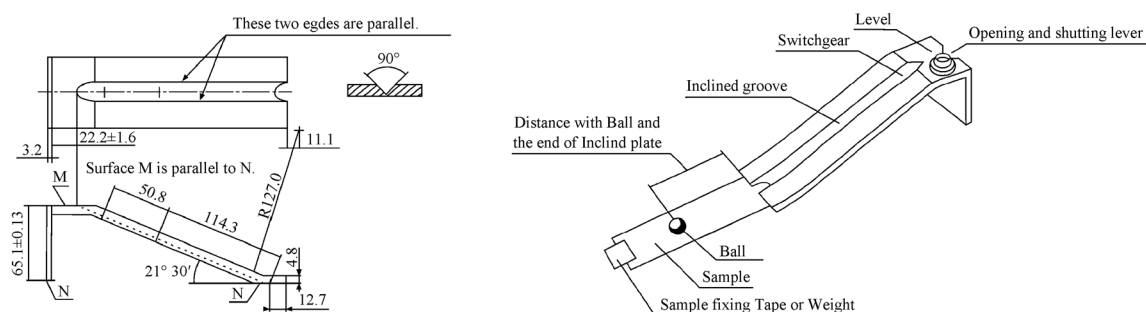 These two egdes are parallel.
90°
22.2±1.6
3.2
11.1
Surface M is parallel to N.
M
50.8
R127.0
114.3
65.1±0.13
21° 30′
4.8
N
N
12.7
Level
Opening and shutting lever
Switchgear
Inclined groove
Distance with Ball and
the end of Inclind plate
Ball
Sample
Sample fixing Tape or Weight